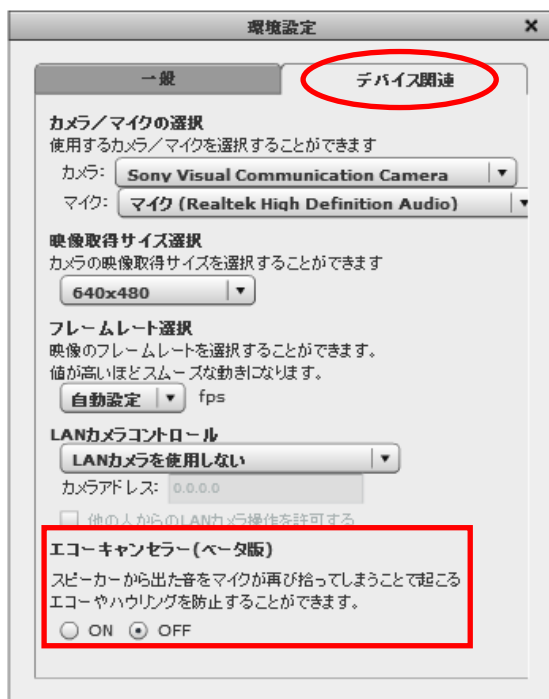 環境設定
一般
デバイス関連
カメラ／マイクの選択
使用するカメラ／マイクを選択することができます
カメラ: Sony Visual Communication Camera
マイク: マイク (Realtek High Definition Audio)
映像取得サイズ選択
カメラの映像取得サイズを選択することができます
640x480
フレームレート選択
映像のフレームレートを選択することができます。
値が高いほどスムーズな動きになります。
自動設定 fps
LANカメラコントロール
LANカメラを使用しない
カメラアドレス: 0.0.0.0
他の人からのLANカメラ操作を許可する
エコーキャンセラー(ベータ版)
スピーカーから出た音をマイクが再び拾ってしまうことで起こる
エコーやハウリングを防止することができます。
ON OFF